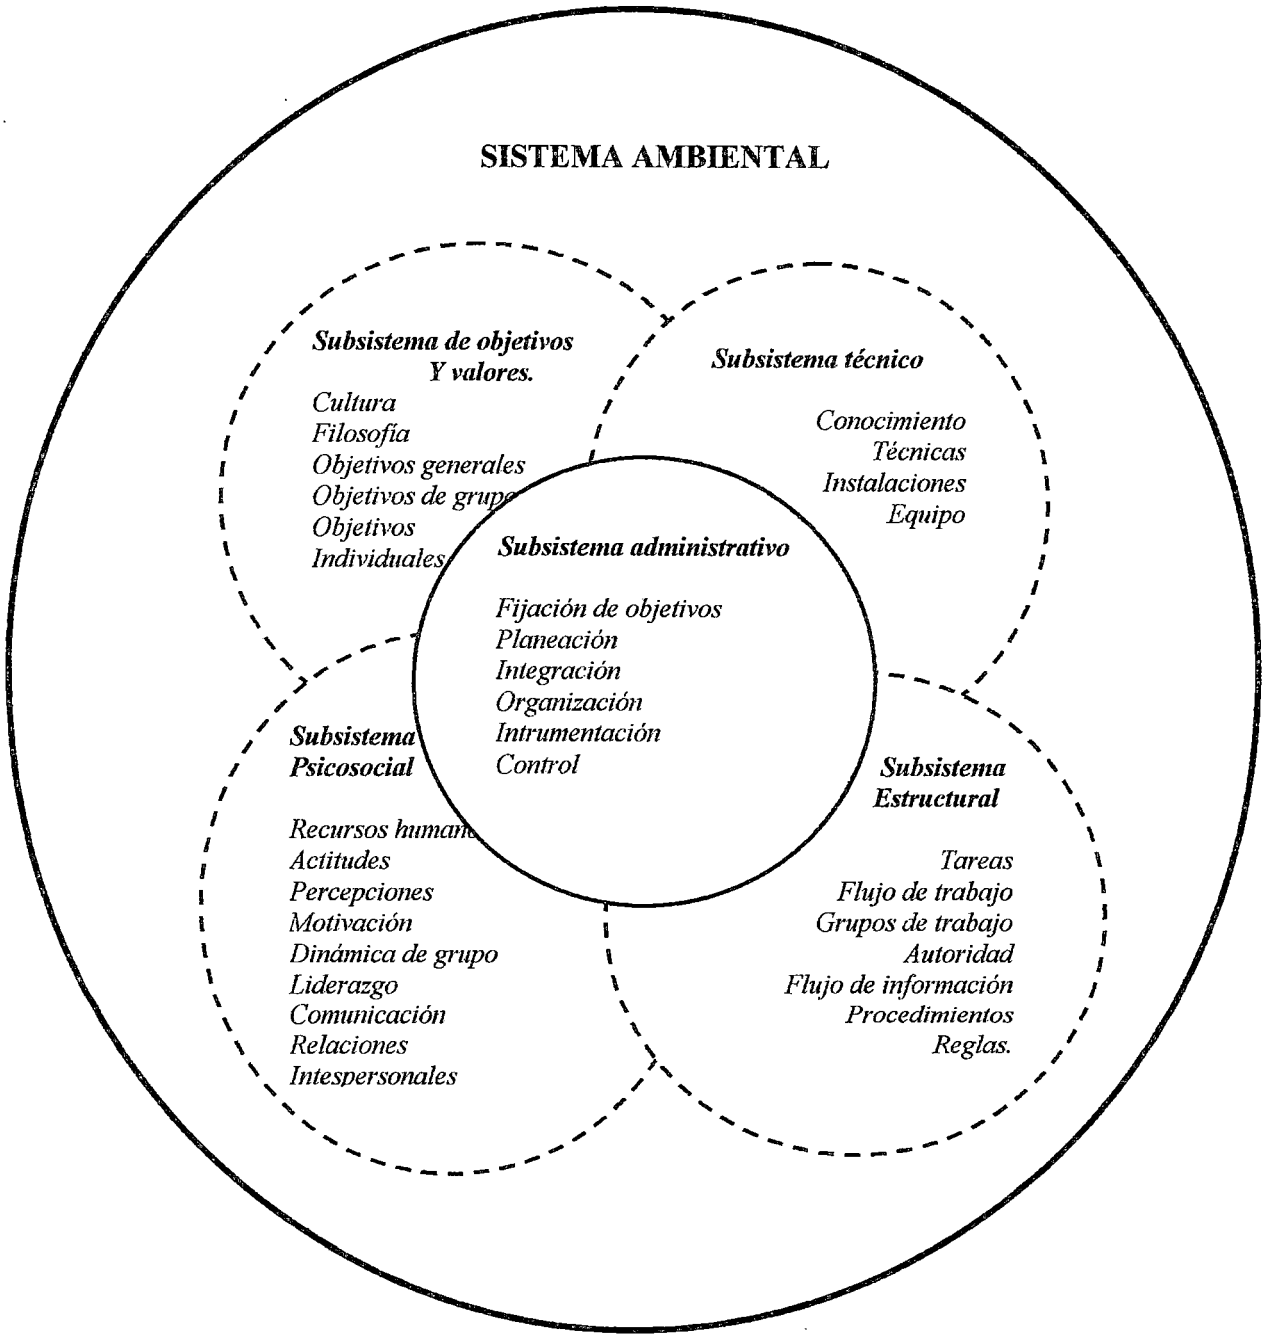 SISTEMA AMBIENTAL
Subsistema de objetivos
Y valores.
Cultura
Filosofía
Objetivos generales
Objetivos de grupo
Objetivos
Individuales
Subsistema técnico
Conocimiento
Técnicas
Instalaciones
Equipo
Subsistema administrativo
Fijación de objetivos
Planeación
Integración
Organización
Intrumentación
Control
Subsistema
Psicosocial
Recursos humano
Actitudes
Percepciones
Motivación
Dinámica de grupo
Liderazgo
Comunicación
Relaciones
Intespersonales
Subsistema
Estructural
Tareas
Flujo de trabajo
Grupos de trabajo
Autoridad
Flujo de información
Procedimientos
Reglas.